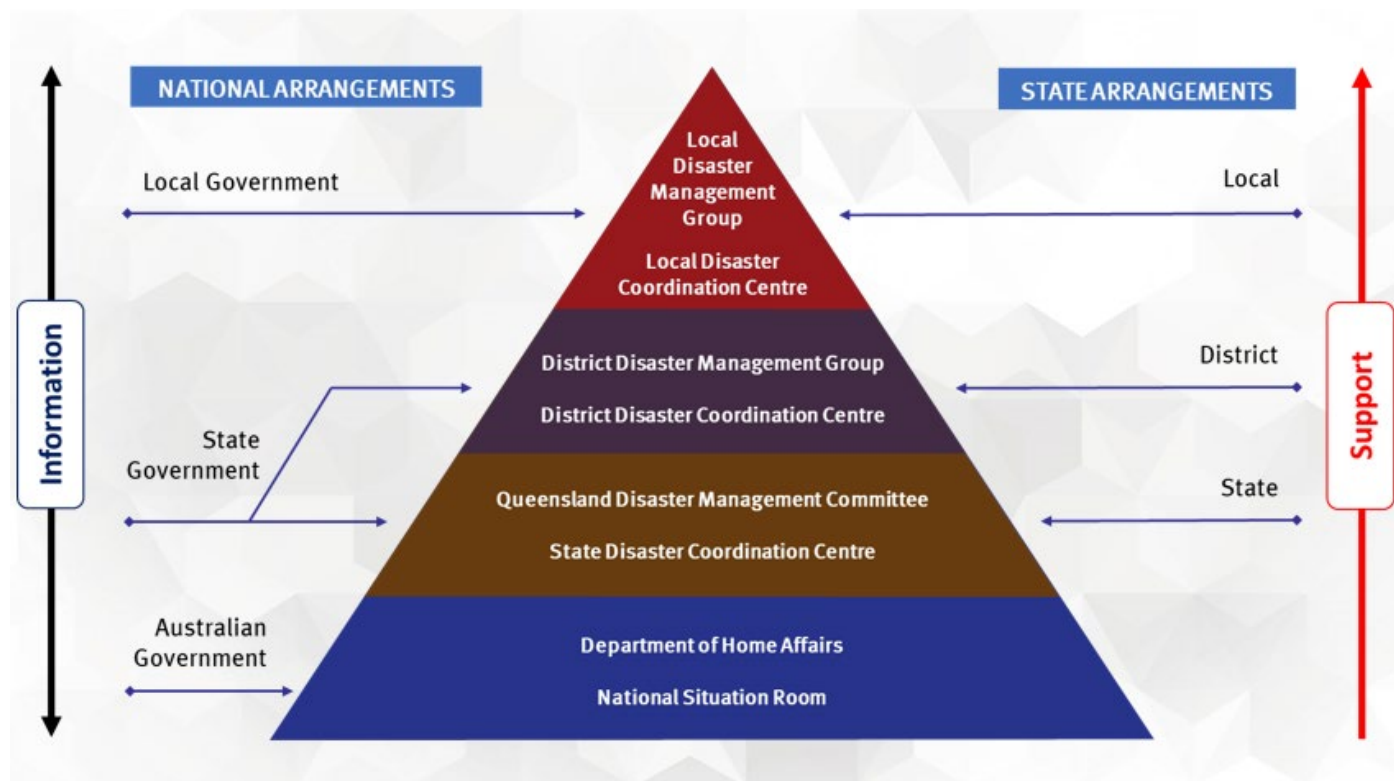 NATIONAL ARRANGEMENTS
STATE ARRANGEMENTS
Local
Disaster
Management
Group
Local Disaster
Coordination Centre
Local Government
Local
Information
Support
District Disaster Management Group
District Disaster Coordination Centre
District
State
Government
Queensland Disaster Management Committee
State Disaster Coordination Centre
State
Australian
Government
Department of Home Affairs
National Situation Room